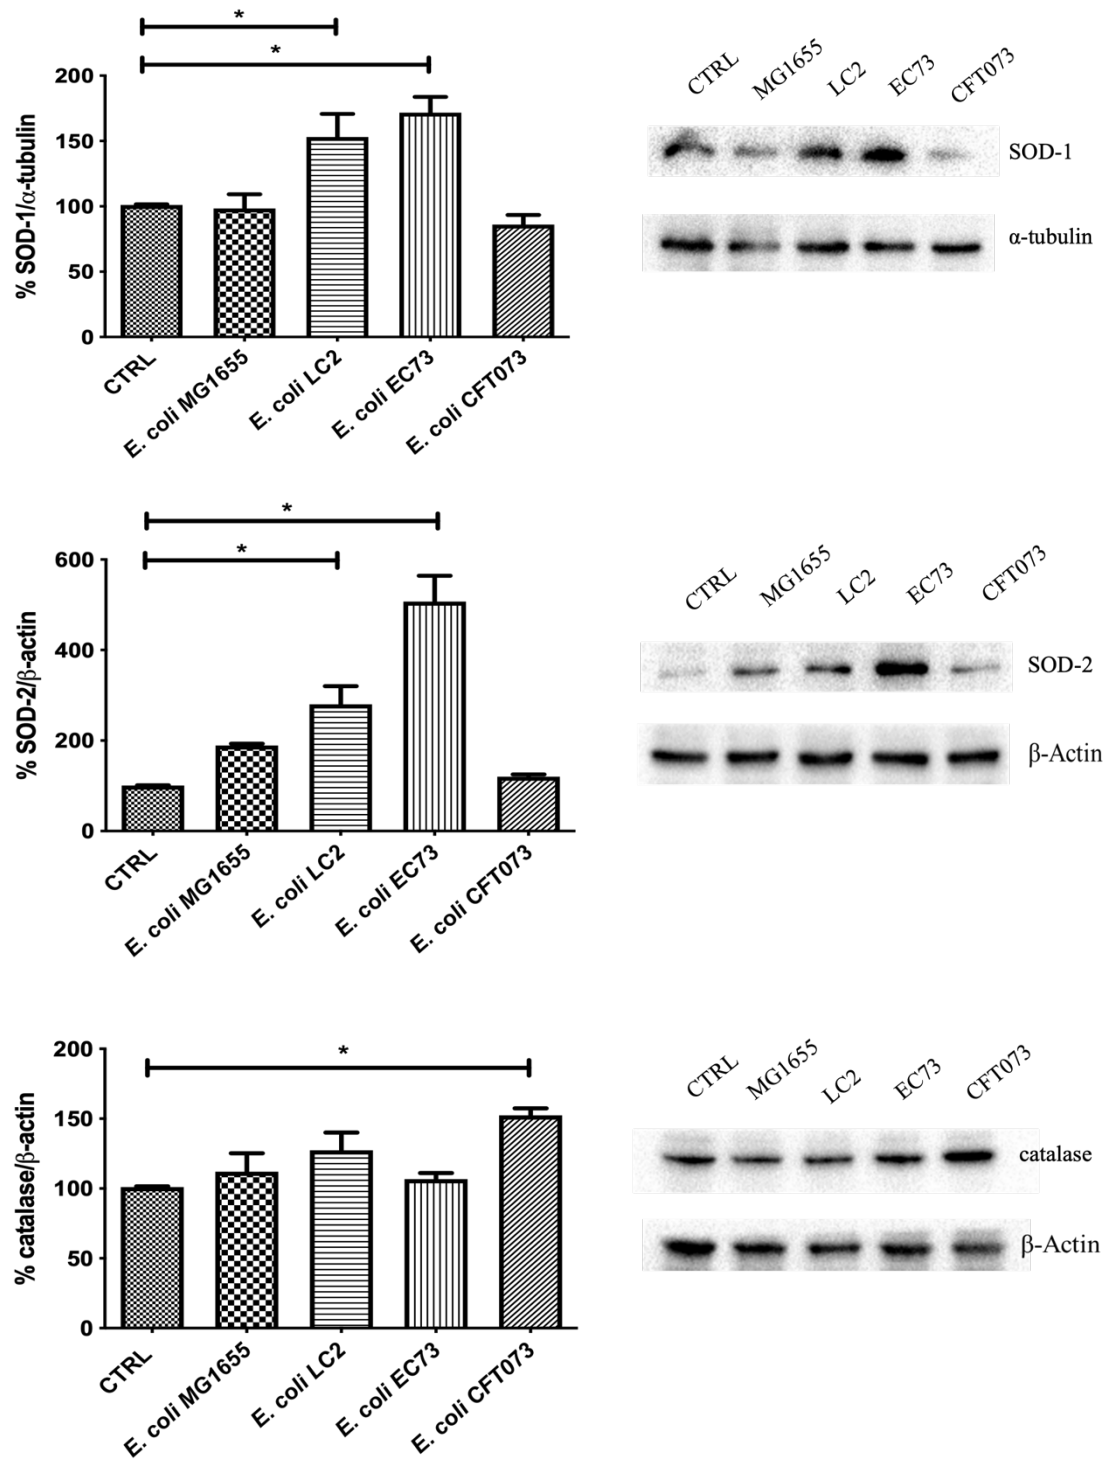 *
*
200
150
100
50
0
% SOD-1/α-tubulin
CTRL
E. coli MG1655
E. coli LC2
E. coli EC73
E. coli CFT073
CTRL
MG1655
LC2
EC73
CFT073
SOD-1
α-tubulin
*
*
600
400
200
0
% SOD-2/β-actin
CTRL
E. coli MG1655
E. coli LC2
E. coli EC73
E. coli CFT073
CTRL
MG1655
LC2
EC73
CFT073
SOD-2
β-Actin
*
200
150
100
50
0
% catalase/β-actin
CTRL
E. coli MG1655
E. coli LC2
E. coli EC73
E. coli CFT073
CTRL
MG1655
LC2
EC73
CFT073
catalase
β-Actin